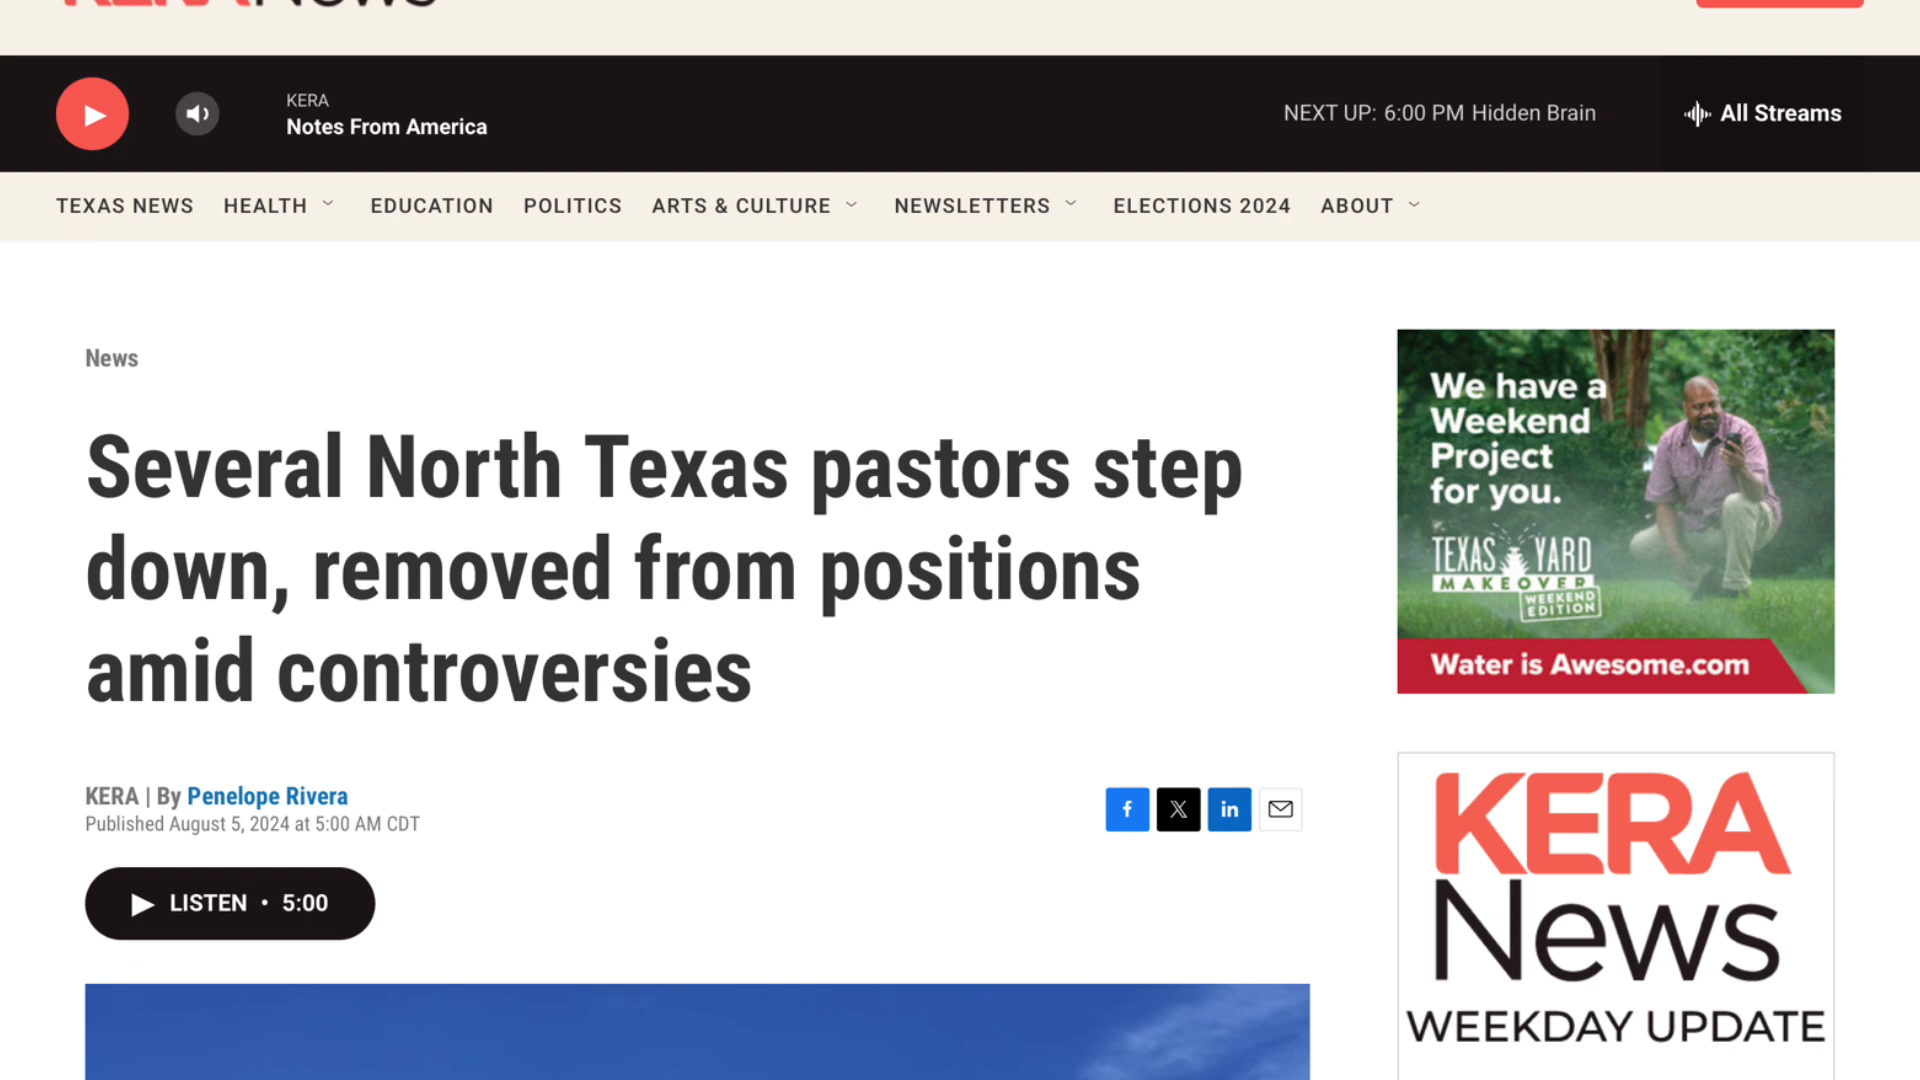 KERA News
KERA
Notes From America
NEXT UP: 6:00 PM Hidden Brain
All Streams
TEXAS NEWS HEALTH EDUCATION POLITICS ARTS & CULTURE NEWSLETTERS ELECTIONS 2024 ABOUT
News
Several North Texas pastors step
down, removed from positions
amid controversies
KERA | By Penelope Rivera
Published August 5, 2024 at 5:00 AM CDT
f X in
LISTEN • 5:00
We have a
Weekend
Project
for you.
TEXAS YARD
MAKEOVER
WEEKEND
EDITION
Water is Awesome.com
KERA
News
WEEKDAY UPDATE